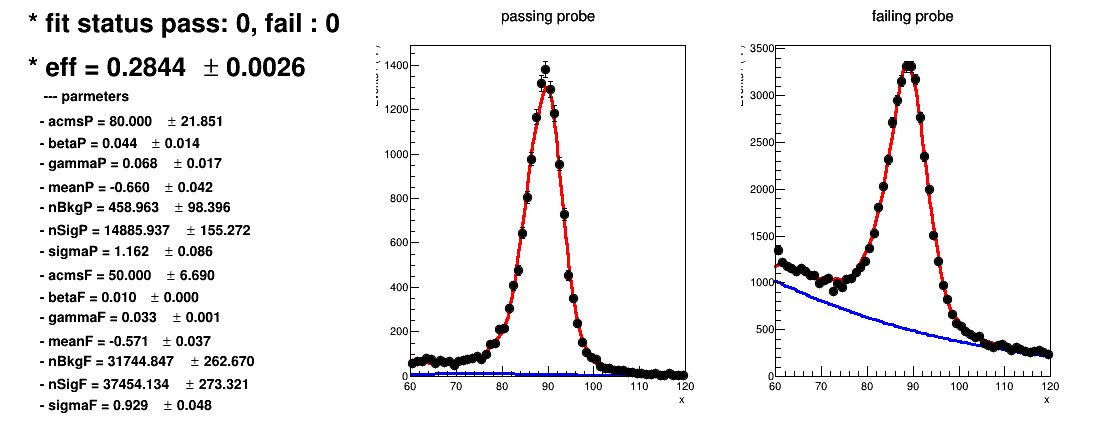 * fit status pass: 0, fail : 0
* eff = 0.2844 ± 0.0026
--- parmeters
- acmsP = 80.000 ± 21.851
- betaP = 0.044 ± 0.014
- gammaP = 0.068 ± 0.017
- meanP = -0.660 ± 0.042
- nBkgP = 458.963 ± 98.396
- nSigP = 14885.937 ± 155.272
- sigmaP = 1.162 ± 0.086
- acmsF = 50.000 ± 6.690
- betaF = 0.010 ± 0.000
- gammaF = 0.033 ± 0.001
- meanF = -0.571 ± 0.037
- nBkgF = 31744.847 ± 262.670
- nSigF = 37454.134 ± 273.321
- sigmaF = 0.929 ± 0.048
passing probe
1400
1200
1000
800
600
400
200
0
60 70 80 90 100 110 120
x
failing probe
3500
3000
2500
2000
1500
1000
500
0
60 70 80 90 100 110 120
x